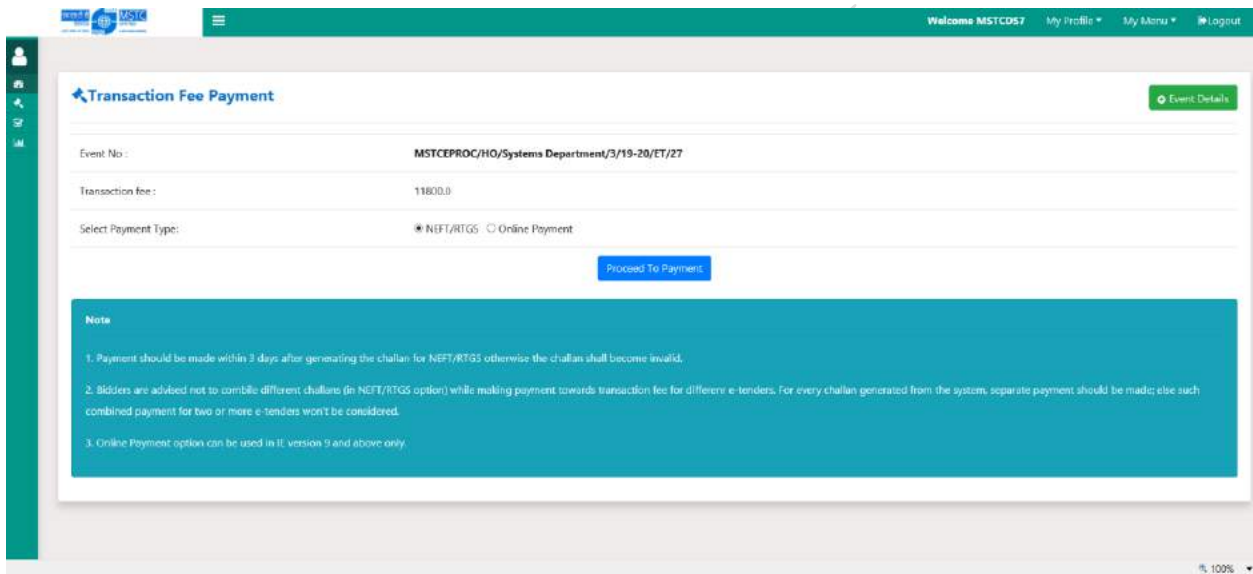 MSTC
Welcome MSTCDS7 My Profile My Menu Logout
Transaction Fee Payment
Event Details
Event No :
MSTCEPROC/HO/Systems Department/3/19-20/ET/27
Transaction fee :
11800.0
Select Payment Type:
NEFT/RTGS Online Payment
Proceed To Payment
Note
1. Payment should be made within 3 days after generating the challan for NEFT/RTGS otherwise the challan shall become invalid.
2. Bidders are advised not to combile different challans (in NEFT/RTGS option) while making payment towards transaction fee for different e-tenders. For every challan generated from the system, separate payment should be made; else such
combined payment for two or more e-tenders won't be considered.
3. Online Payment option can be used in IE version 9 and above only.
100%